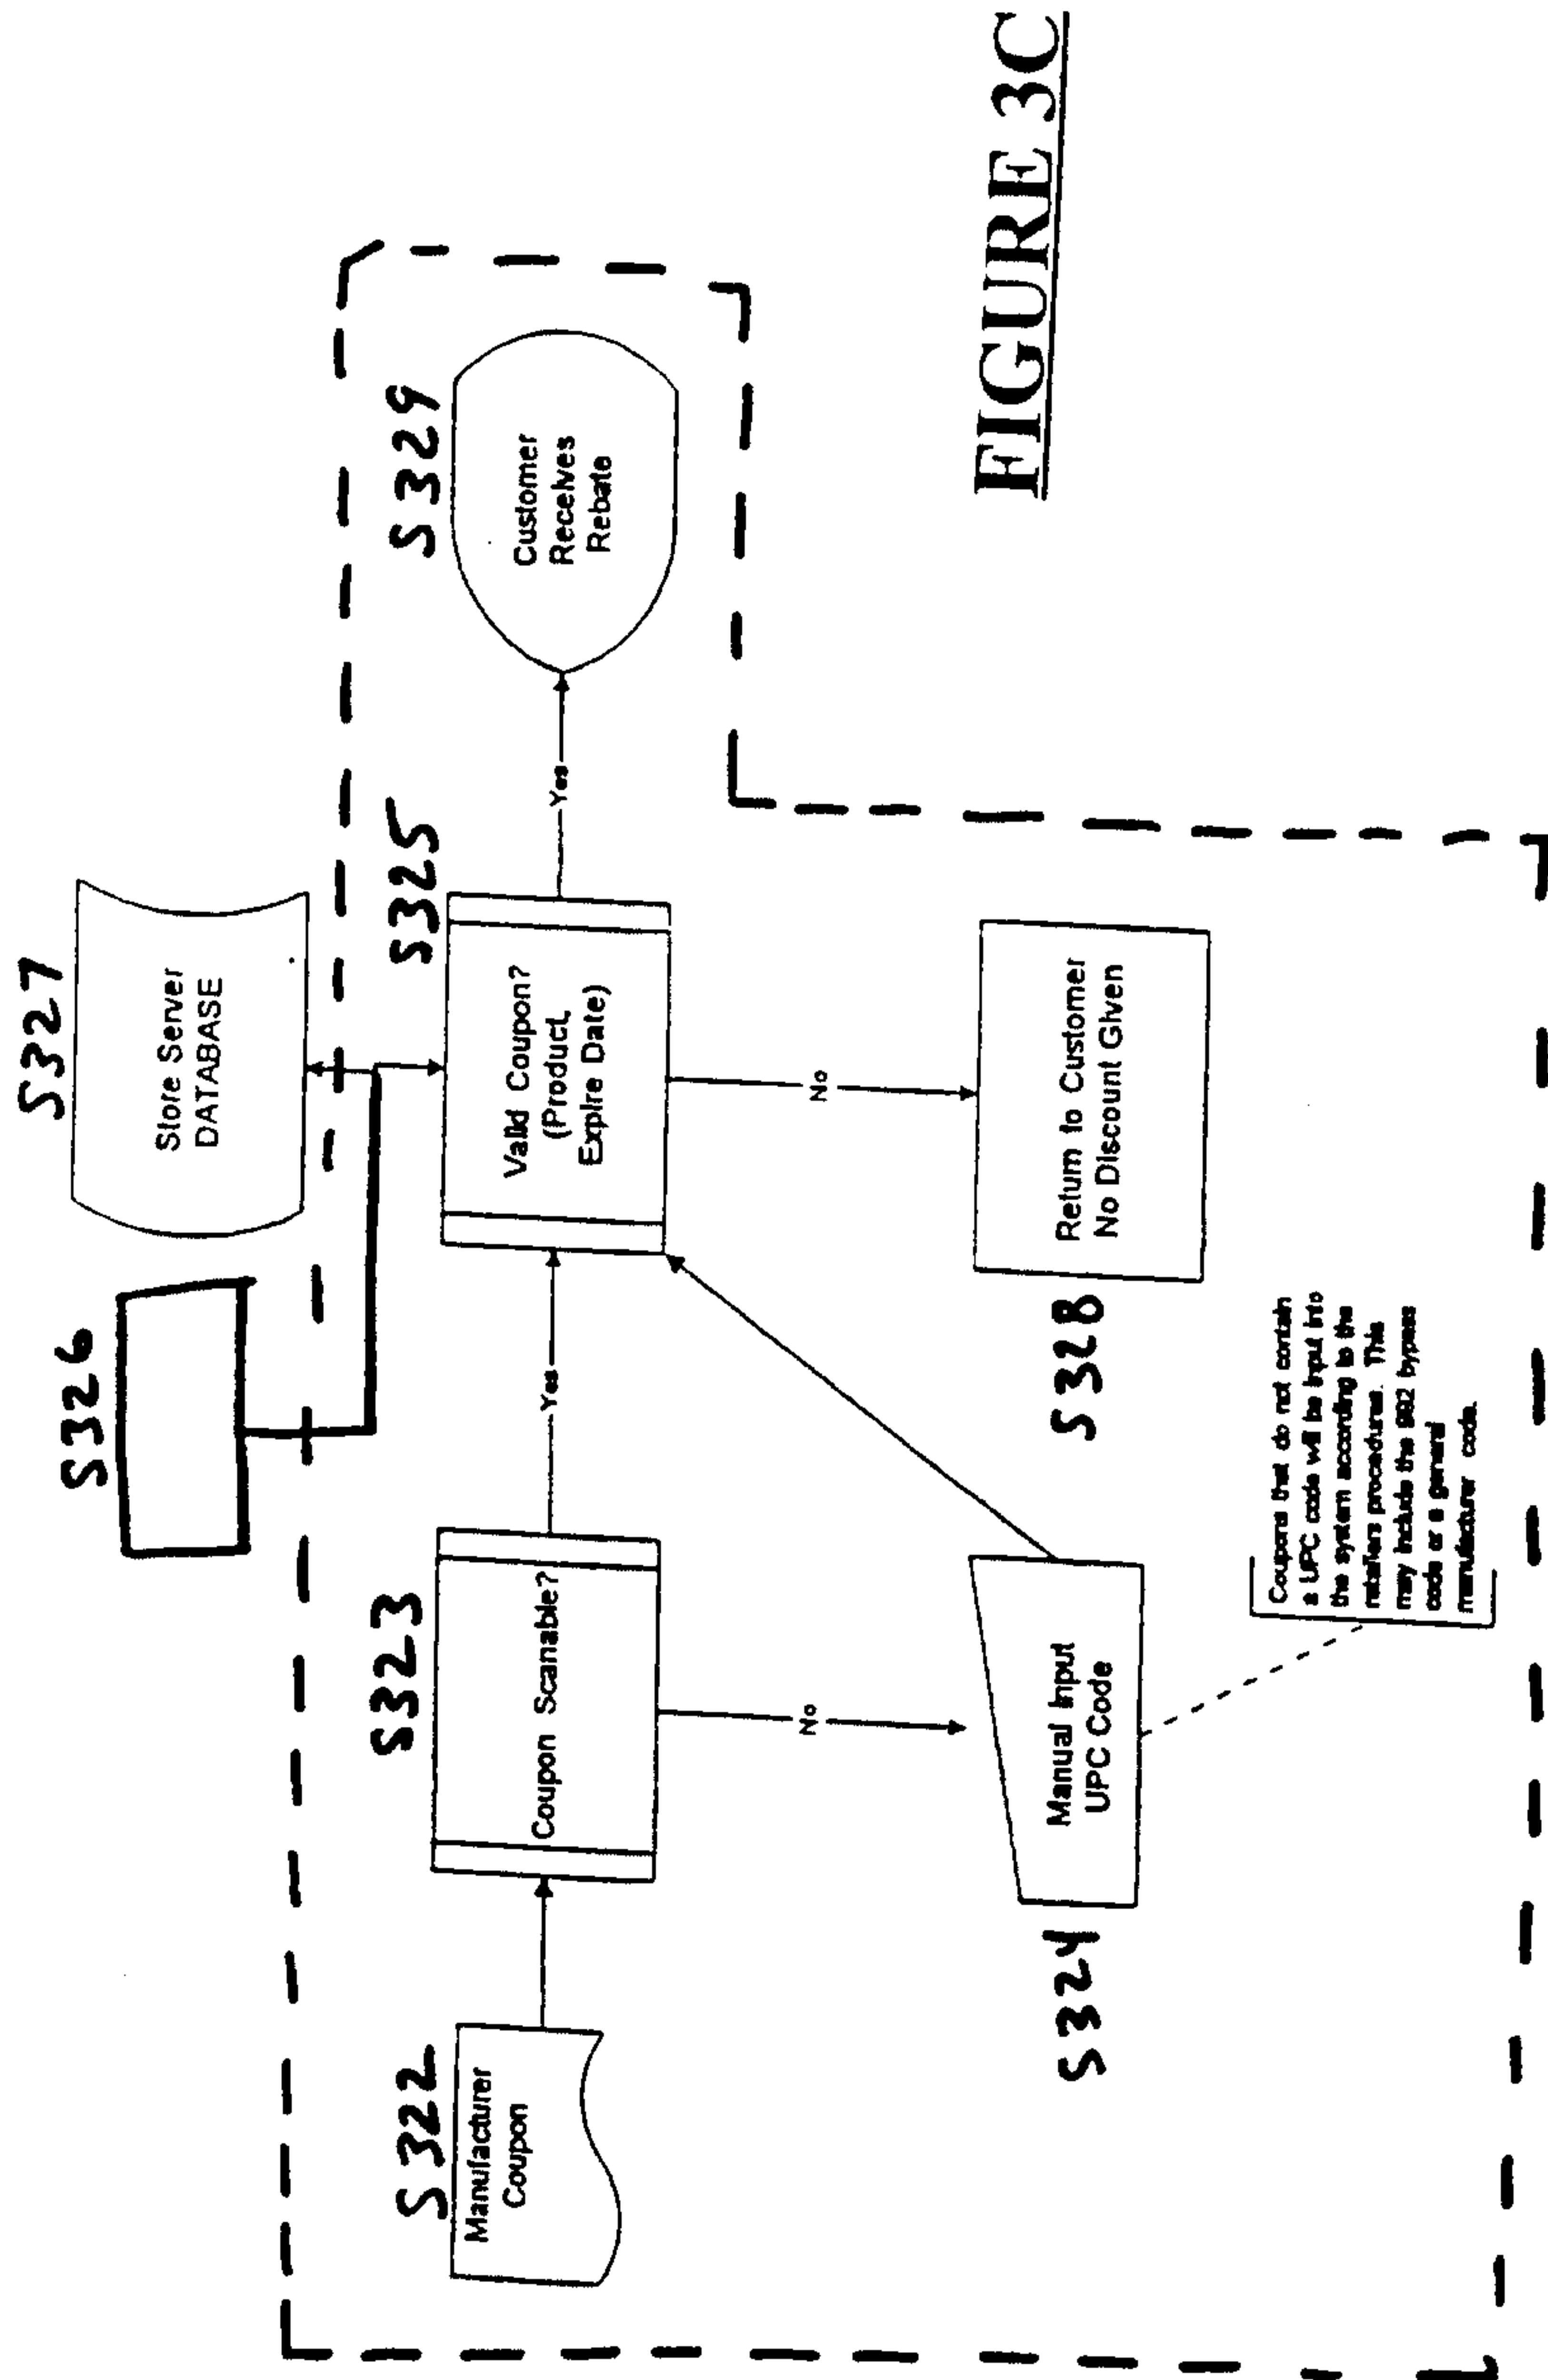 S327
Store Server
DATABASE
S326
S322
Manufacturer
Coupon
S323
Coupon Scanable?
Yes
S325
Valid Coupon?
(Product,
Expire Date)
Yes
S329
Customer
Receives
Rebate
No
No
S324
Manual Input
UPC Code
S328
Return to Customer
No Discount Given
Coupons that do not contain
a UPC code will be input into
the system according to the
retailers procedures. This
may include the 992 bypass
code or a general
manufacturer code.
FIGURE 3C